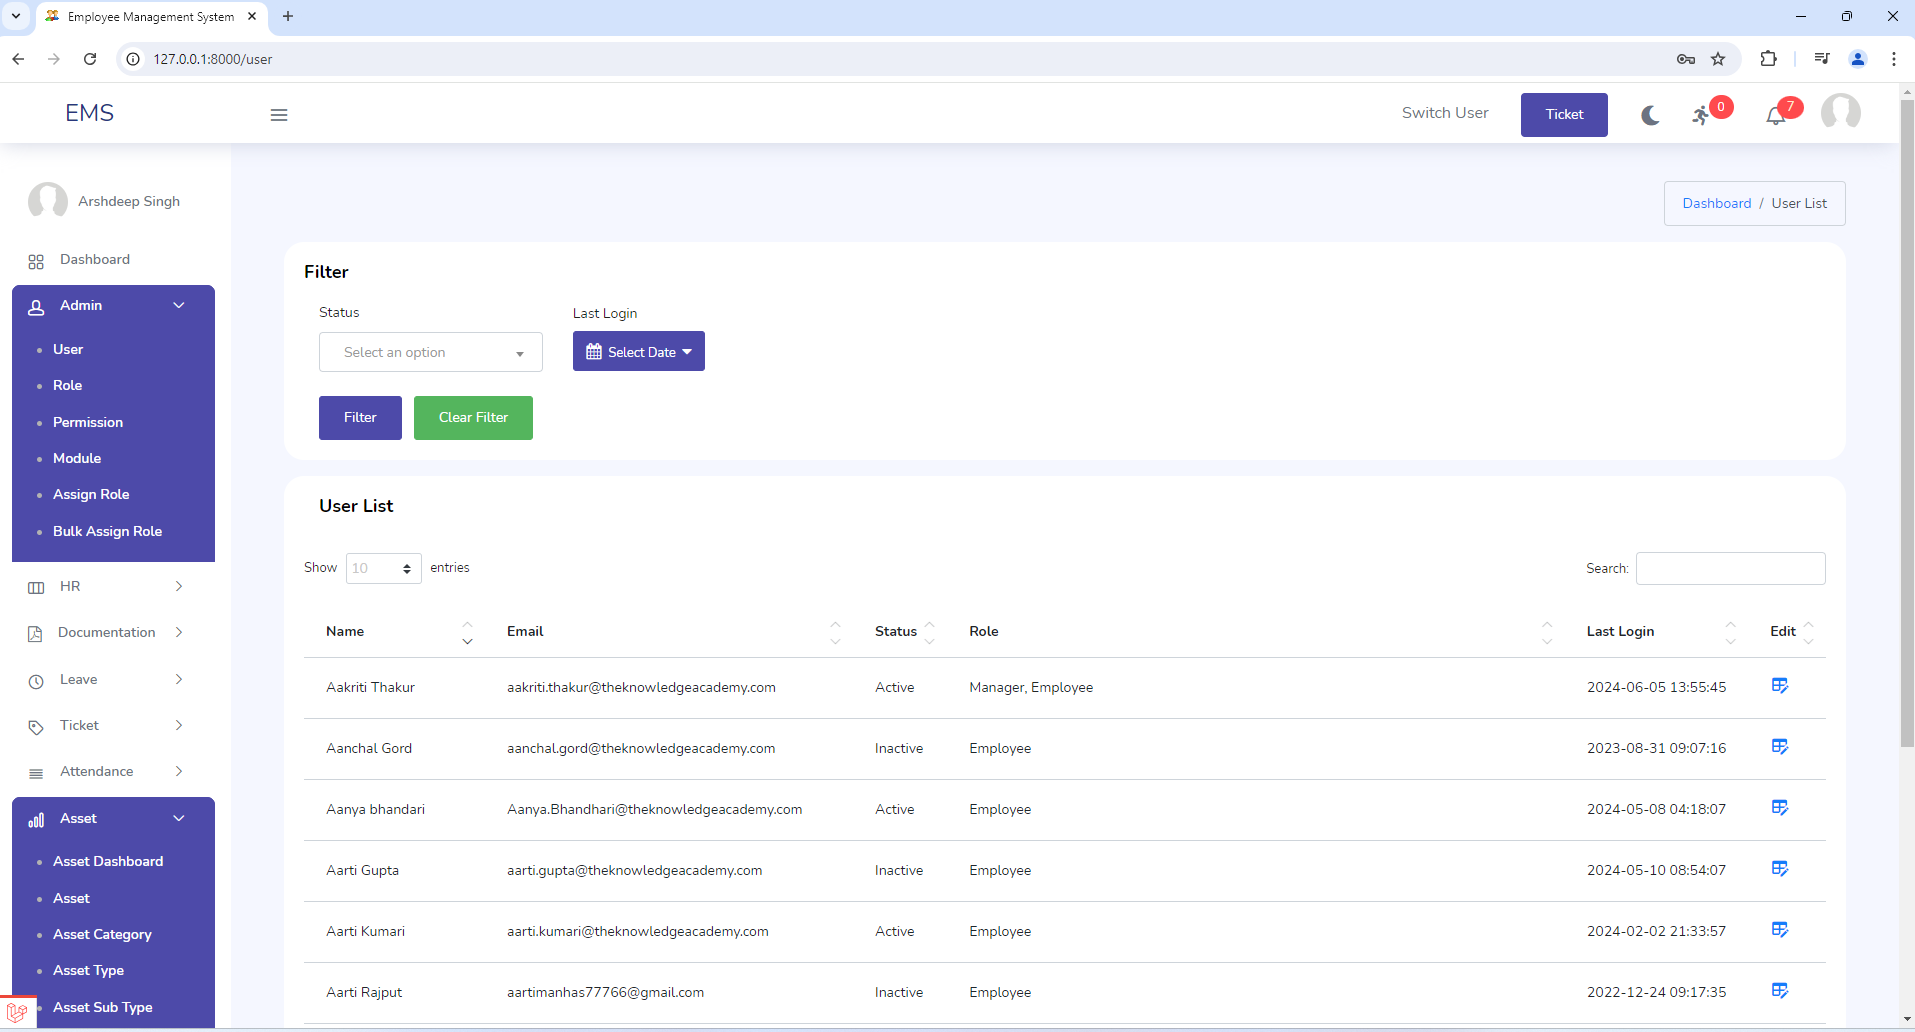 Employee Management System
127.0.0.1:8000/user
EMS
Switch User
Ticket
0
7
Arshdeep Singh
Dashboard
Admin
User
Role
Permission
Module
Assign Role
Bulk Assign Role
HR
Documentation
Leave
Ticket
Attendance
Asset
Asset Dashboard
Asset
Asset Category
Asset Type
Asset Sub Type
Dashboard / User List
Filter
Status
Last Login
Select an option
Select Date
Filter
Clear Filter
User List
Show 10 entries
Search:
Name Email Status Role Last Login Edit
Aakriti Thakur aakriti.thakur@theknowledgeacademy.com Active Manager, Employee 2024-06-05 13:55:45
Aanchal Gord aanchal.gord@theknowledgeacademy.com Inactive Employee 2023-08-31 09:07:16
Aanya bhandari Aanya.Bhandhari@theknowledgeacademy.com Active Employee 2024-05-08 04:18:07
Aarti Gupta aarti.gupta@theknowledgeacademy.com Inactive Employee 2024-05-10 08:54:07
Aarti Kumari aarti.kumari@theknowledgeacademy.com Active Employee 2024-02-02 21:33:57
Aarti Rajput aartimanhas77766@gmail.com Inactive Employee 2022-12-24 09:17:35